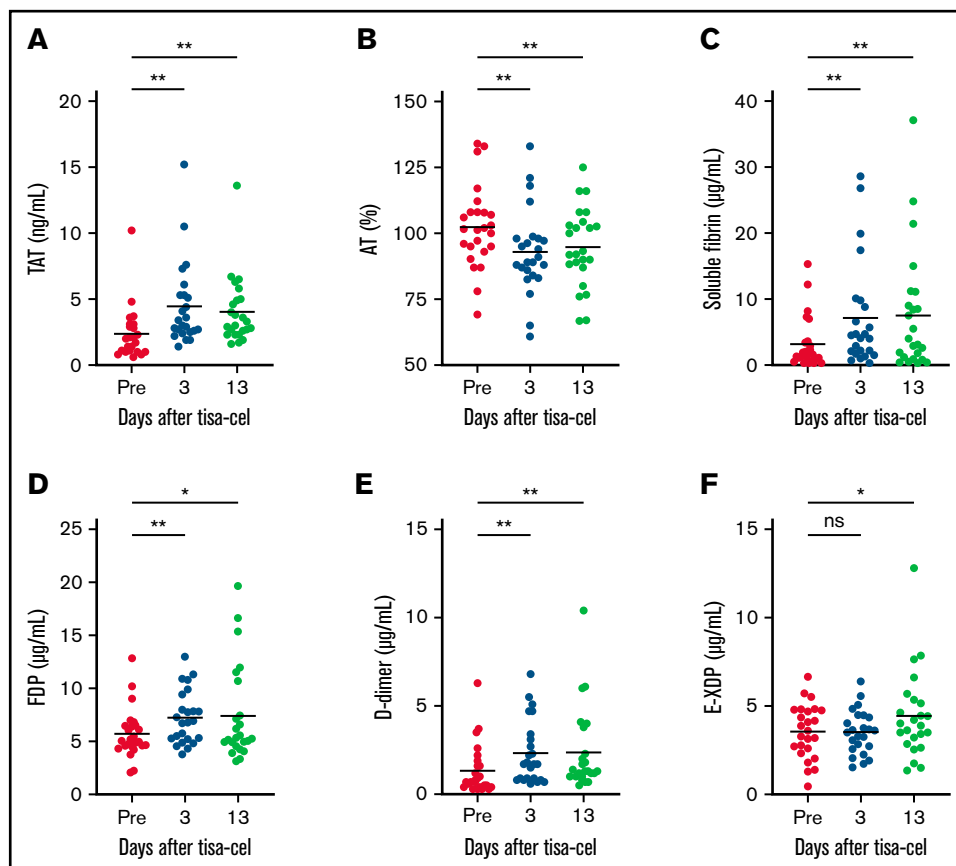 A
**
**
TAT (ng/mL)
20
15
10
5
0
Pre 3 13
Days after tisa-cel
B
**
**
AT (%)
150
125
100
75
50
Pre 3 13
Days after tisa-cel
C
**
**
Soluble fibrin (µg/mL)
40
30
20
10
0
Pre 3 13
Days after tisa-cel
D
*
**
FDP (µg/mL)
25
20
15
10
5
0
Pre 3 13
Days after tisa-cel
E
**
**
D-dimer (µg/mL)
15
10
5
0
Pre 3 13
Days after tisa-cel
F
*
ns
E-XDP (µg/mL)
15
10
5
0
Pre 3 13
Days after tisa-cel